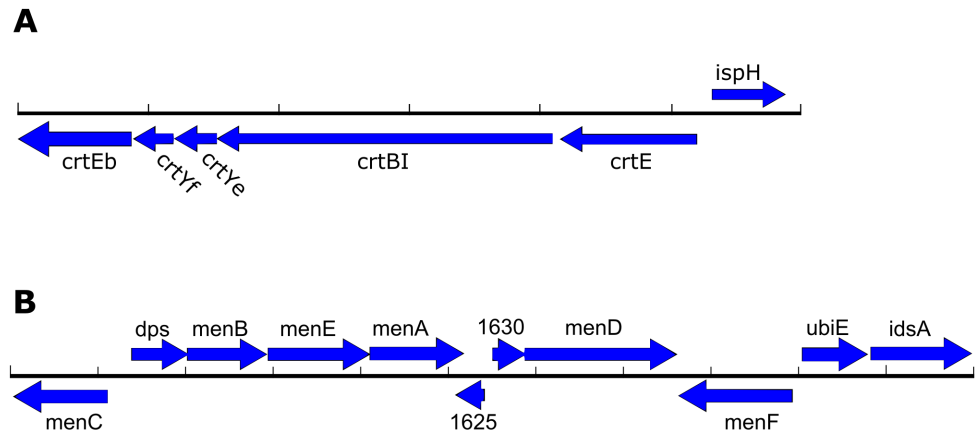 A
ispH
crtEb
crtYf
crtYe
crtBI
crtE
B
dps
menB
menE
menA
1630
menD
ubiE
idsA
menC
1625
menF